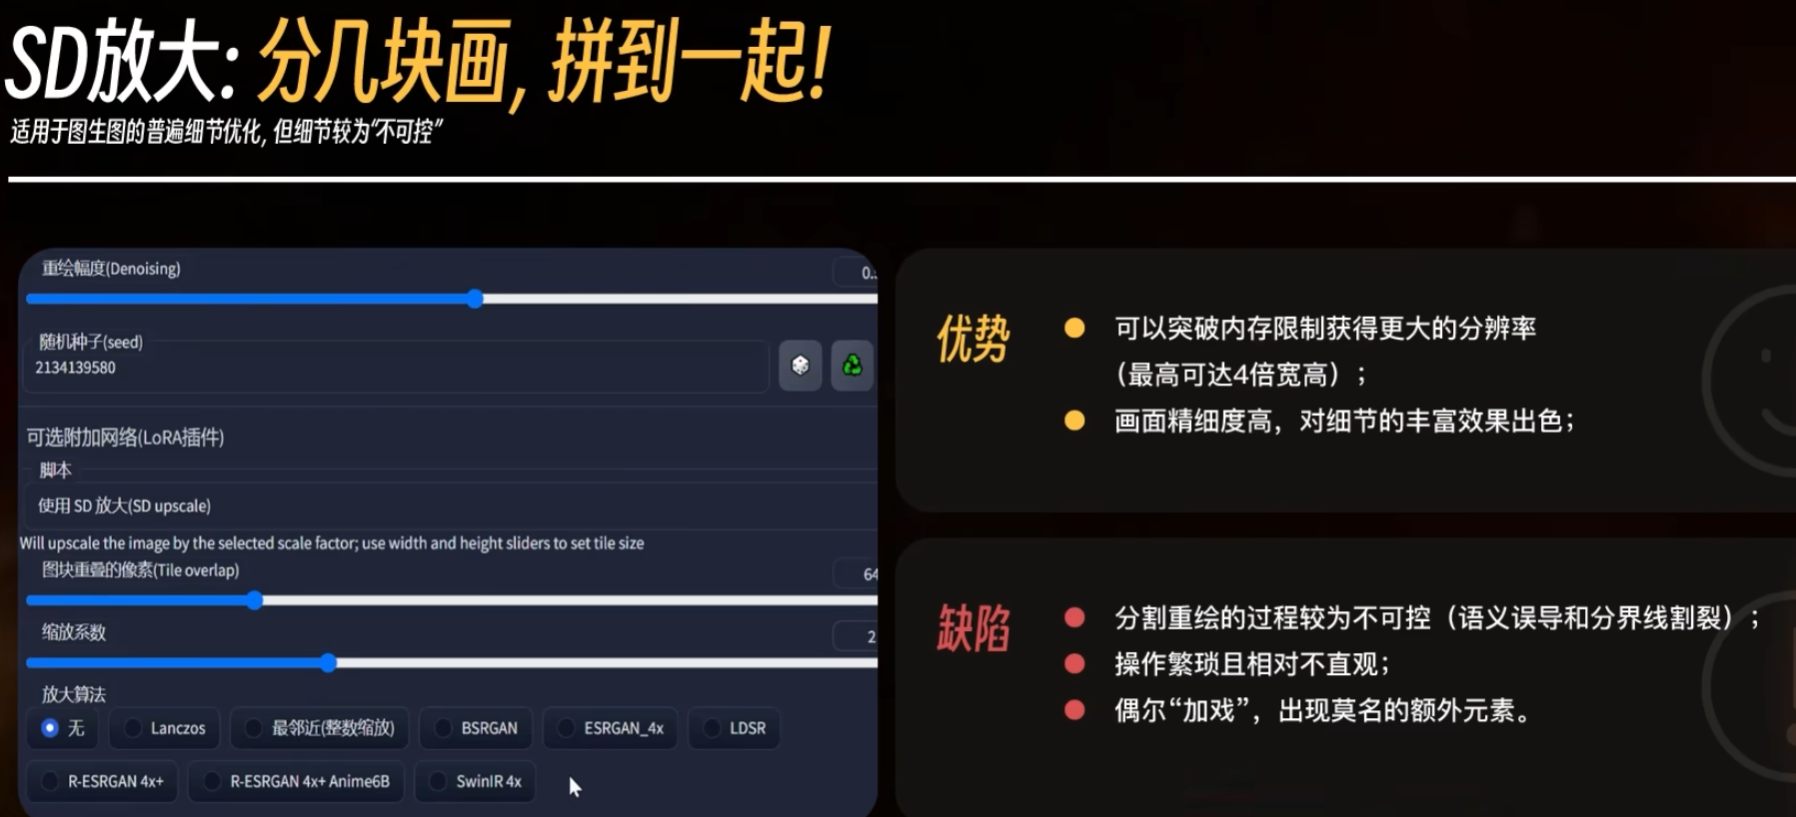 SD放大: 分几块画, 拼到一起!
适用于图生图的普遍细节优化, 但细节较为“不可控”
重绘幅度(Denoising)
随机种子(seed)
2134139580
可选附加网络(LoRA插件)
脚本
使用 SD 放大(SD upscale)
Will upscale the image by the selected scale factor; use width and height sliders to set tile size
图块重叠的像素(Tile overlap)
64
缩放系数
2
放大算法
无 Lanczos 最邻近(整数缩放) BSRGAN ESRGAN_4x LDSR
R-ESRGAN 4x+ R-ESRGAN 4x+ Anime6B SwinIR 4x
优势
可以突破内存限制获得更大的分辨率
（最高可达4倍宽高）；
画面精细度高，对细节的丰富效果出色；
缺陷
分割重绘的过程较为不可控（语义误导和分界线割裂）；
操作繁琐且相对不直观；
偶尔“加戏”，出现莫名的额外元素。